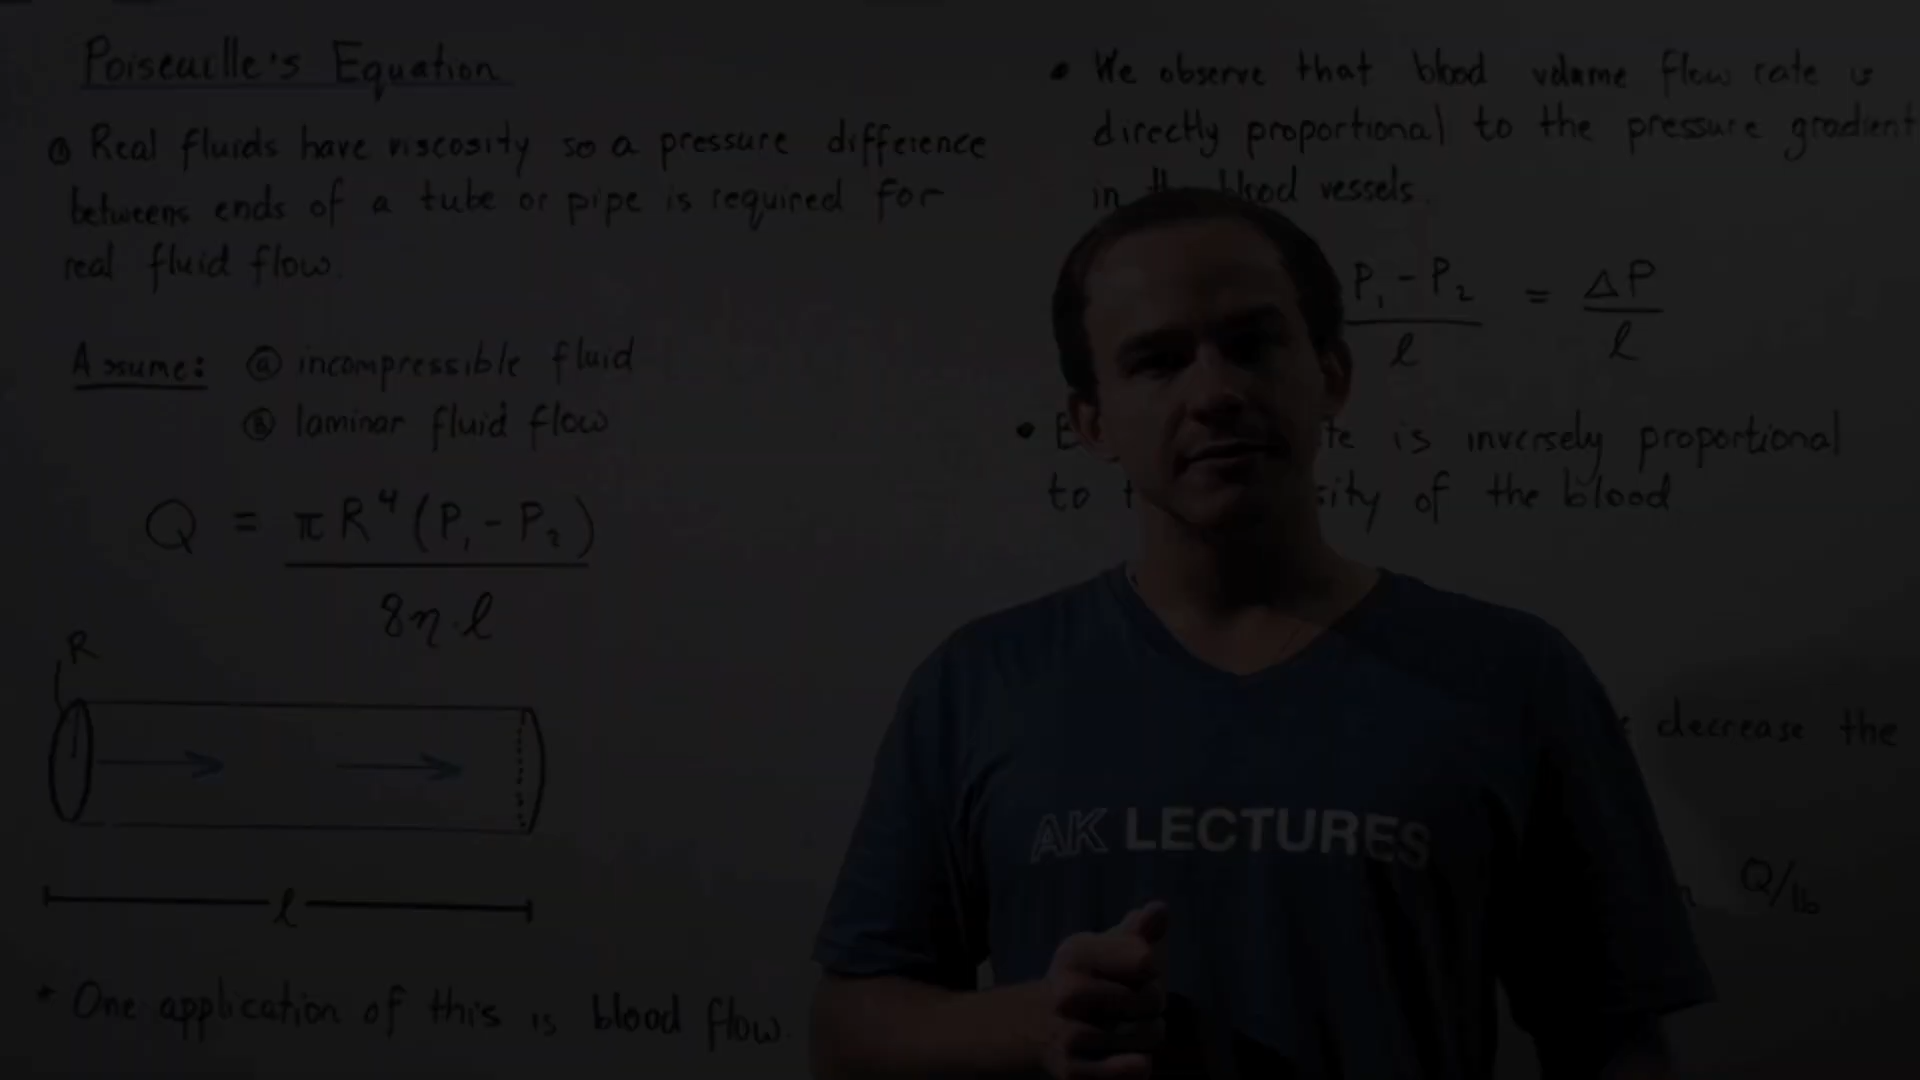 Poiseuille's Equation
Real fluids have viscosity so a pressure difference
betweens ends of a tube or pipe is required for
real fluid flow.
Assume: ⓐ incompressible fluid
ⓑ laminar fluid flow
Q = πR⁴(P₁-P₂)
8η·l
R
l
* One application of this is blood flow.
• We observe that blood volume flow rate is
directly proportional to the pressure gradient
in blood vessels.
P₁-P₂ = ΔP
l l
• is inversely proportional
to of the blood
decrease the
Q/16
AK LECTURES